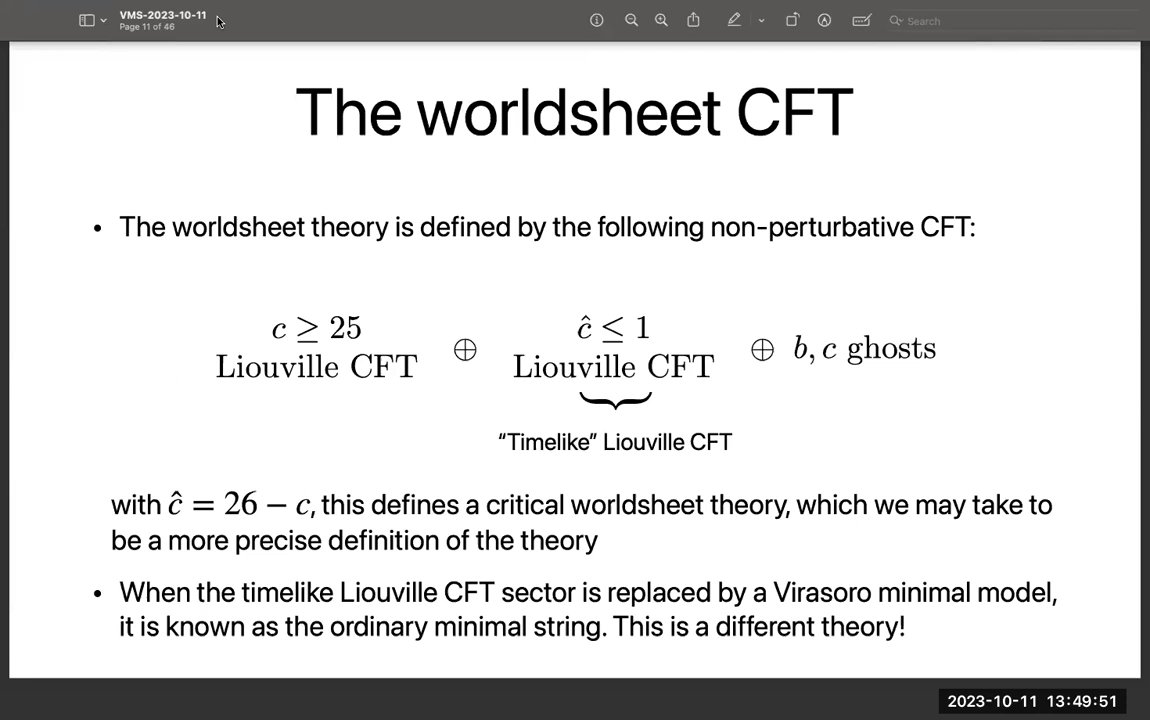 VMS-2023-10-11
Page 11 of 46
Search
The worldsheet CFT
• The worldsheet theory is defined by the following non-perturbative CFT:
c ≥ 25 Liouville CFT ⊕ ĉ ≤ 1 Liouville CFT ⊕ b, c ghosts
“Timelike” Liouville CFT
with ĉ = 26 − c, this defines a critical worldsheet theory, which we may take to
be a more precise definition of the theory
• When the timelike Liouville CFT sector is replaced by a Virasoro minimal model,
it is known as the ordinary minimal string. This is a different theory!
2023-10-11 13:49:51